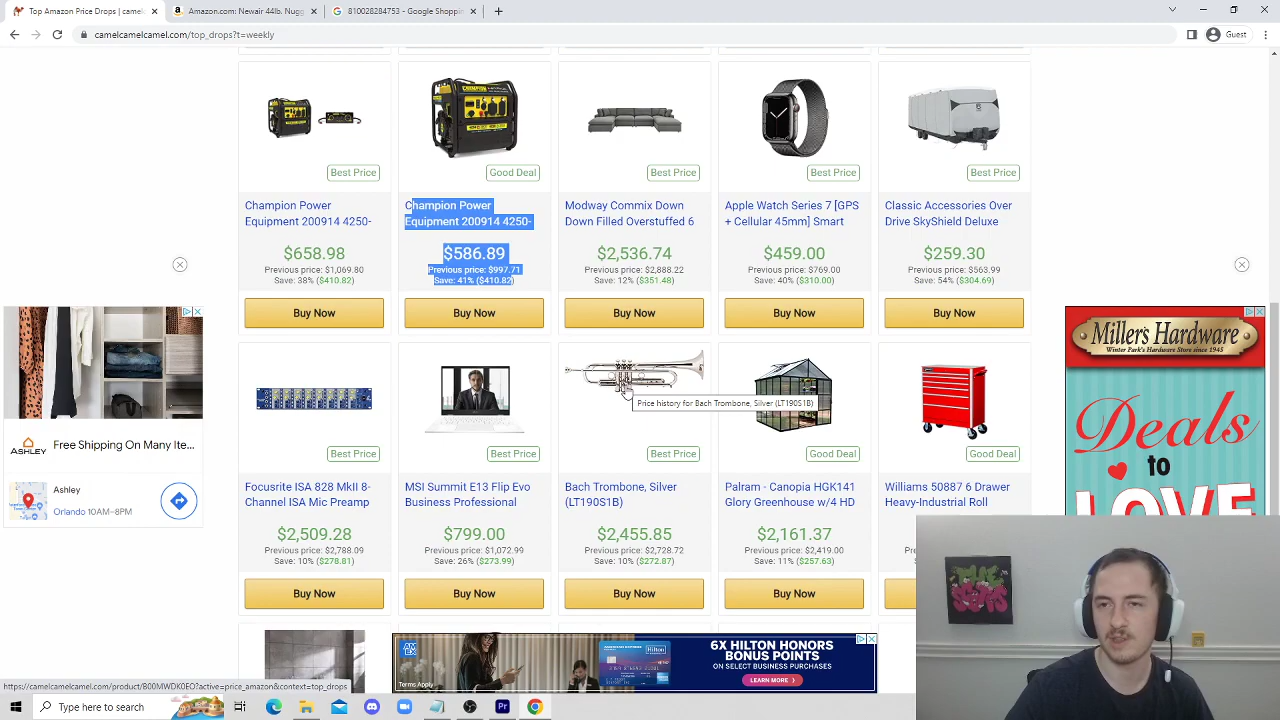 Top Amazon Price Drops | camelc
Amazon.com: Newair 44lb. Nugg
810028284753 - Google Shoppin
camelcamelcamel.com/top_drops?t=weekly
Guest
Best Price
Good Deal
Best Price
Best Price
Best Price
Champion Power
Equipment 200914 4250-
$658.98
Previous price: $1,069.80
Save: 38% ($410.82)
Buy Now
Champion Power
Equipment 200914 4250-
$586.89
Previous price: $997.71
Save: 41% ($410.82)
Buy Now
Modway Commix Down
Down Filled Overstuffed 6
$2,536.74
Previous price: $2,888.22
Save: 12% ($351.48)
Buy Now
Apple Watch Series 7 [GPS
+ Cellular 45mm] Smart
$459.00
Previous price: $769.00
Save: 40% ($310.00)
Buy Now
Classic Accessories Over
Drive SkyShield Deluxe
$259.30
Previous price: $563.99
Save: 54% ($304.69)
Buy Now
Price history for Bach Trombone, Silver (LT190S1B)
Best Price
Best Price
Best Price
Good Deal
Good Deal
Focusrite ISA 828 MkII 8-
Channel ISA Mic Preamp
$2,509.28
Previous price: $2,788.09
Save: 10% ($278.81)
Buy Now
MSI Summit E13 Flip Evo
Business Professional
$799.00
Previous price: $1,072.99
Save: 26% ($273.99)
Buy Now
Bach Trombone, Silver
(LT190S1B)
$2,455.85
Previous price: $2,728.72
Save: 10% ($272.87)
Buy Now
Palram - Canopia HGK141
Glory Greenhouse w/4 HD
$2,161.37
Previous price: $2,419.00
Save: 11% ($257.63)
Buy Now
Williams 50887 6 Drawer
Heavy-Industrial Roll
ASHLEY
Free Shipping On Many Ite...
Ashley
Orlando 10AM–8PM
Millers Hardware
Winter Park's Hardware Store since 1945
Deals
to
LOVE
Terms Apply
Hilton
6X HILTON HONORS
BONUS POINTS
ON SELECT BUSINESS PURCHASES
LEARN MORE
Type here to search